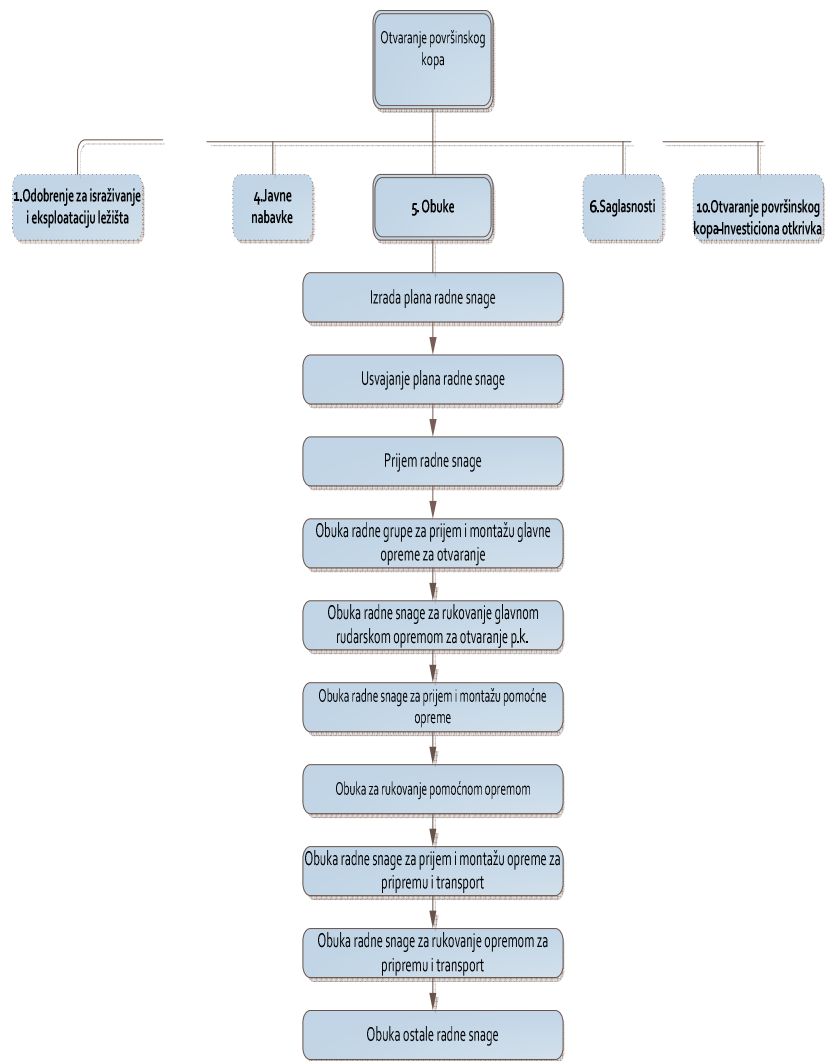 Otvaranje površinskog
kopa
1.Odobrenje za israživanje
i eksploataciju ležišta
4.Javne
nabavke
5. Obuke
6.Saglasnosti
10.Otvaranje površinskog
kopa-Investiciona otkrivka
Izrada plana radne snage
Usvajanje plana radne snage
Prijem radne snage
Obuka radne grupe za prijem i montažu glavne
opreme za otvaranje
Obuka radne snage za rukovanje glavnom
rudarskom opremom za otvaranje p.k.
Obuka radne snage za prijem i montažu pomoćne
opreme
Obuka za rukovanje pomoćnom opremom
Obuka radne snage za prijem i montažu opreme za
pripremu i transport
Obuka radne snage za rukovanje opremom za
pripremu i transport
Obuka ostale radne snage